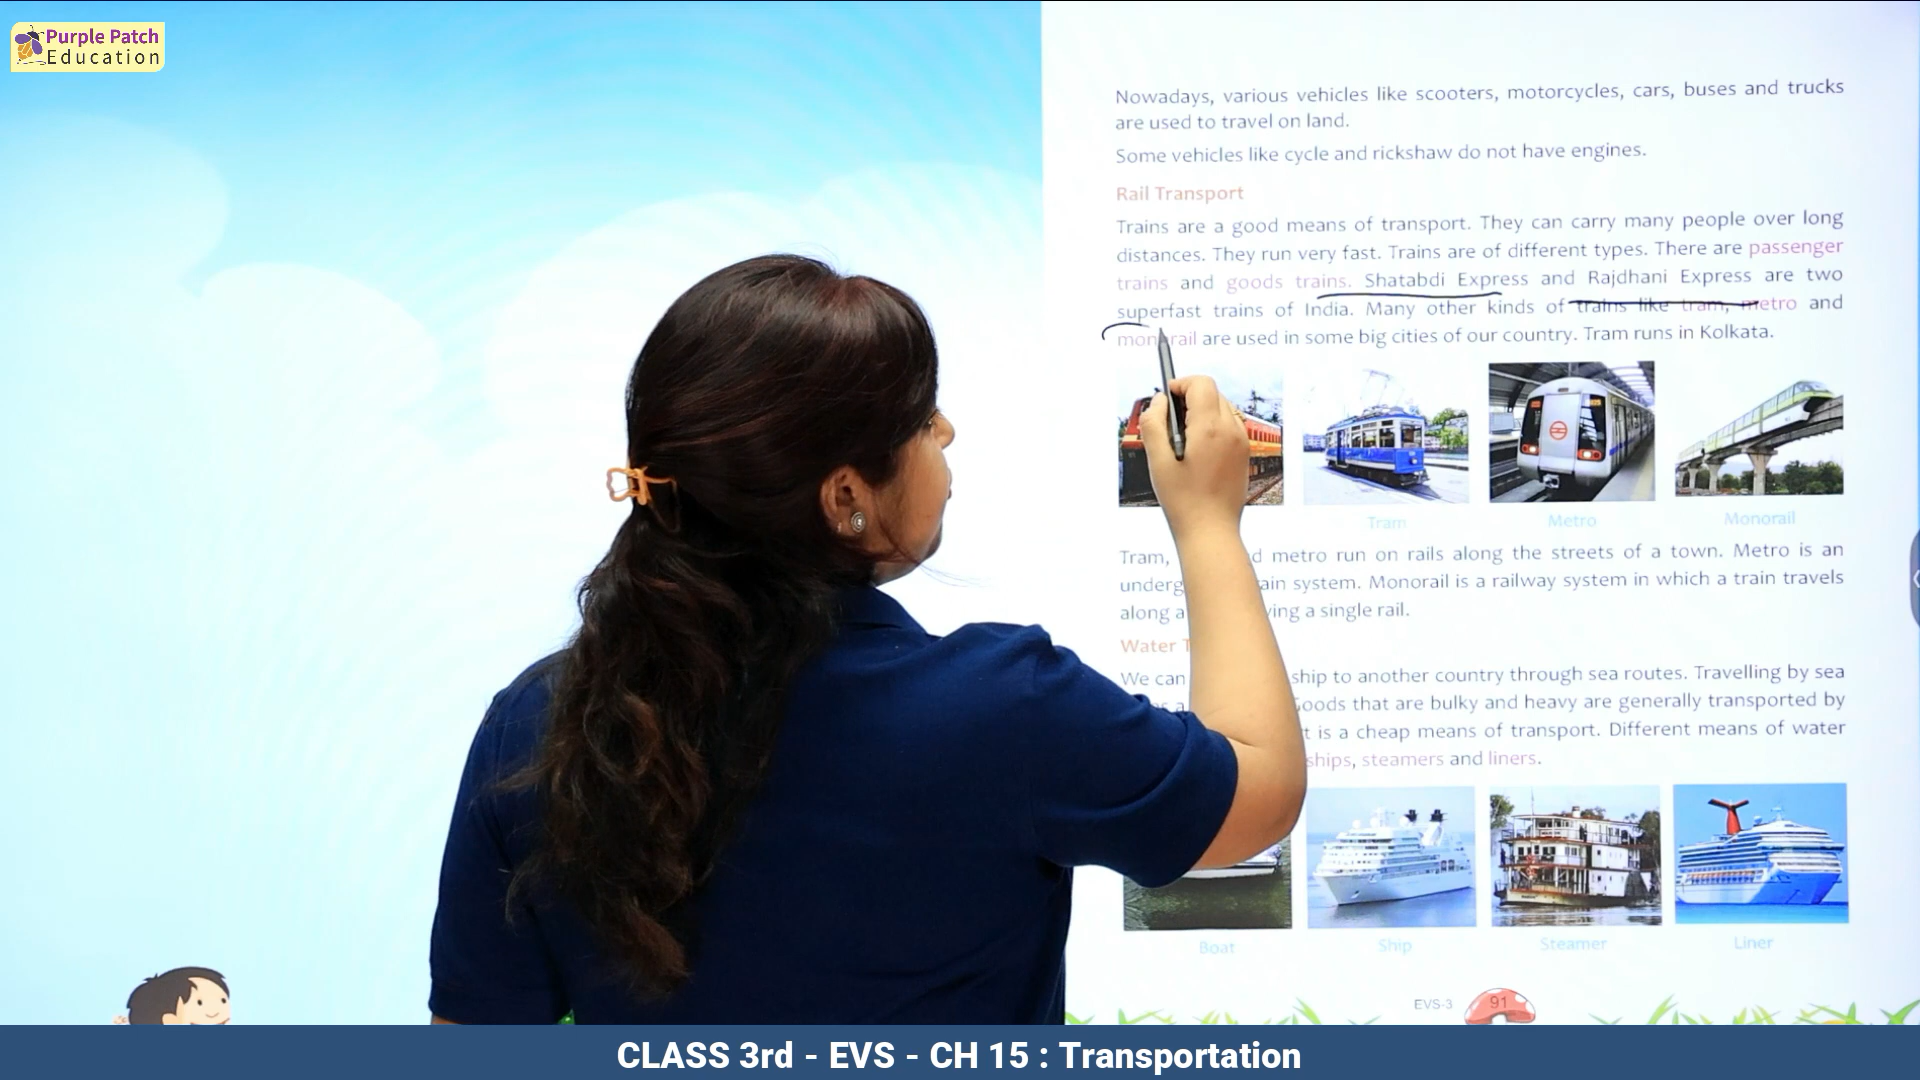 Purple Patch
Education
Nowadays, various vehicles like scooters, motorcycles, cars, buses and trucks
are used to travel on land.
Some vehicles like cycle and rickshaw do not have engines.
Rail Transport
Trains are a good means of transport. They can carry many people over long
distances. They run very fast. Trains are of different types. There are passenger
trains and goods trains. Shatabdi Express and Rajdhani Express are two
superfast trains of India. Many other kinds of trains like tram, metro and
monorail are used in some big cities of our country. Tram runs in Kolkata.
Tram Metro Monorail
Tram, metro run on rails along the streets of a town. Metro is an
system. Monorail is a railway system in which a train travels
along a single rail.
Water
We can ship to another country through sea routes. Travelling by sea
that are bulky and heavy are generally transported by
is a cheap means of transport. Different means of water
ships, steamers and liners.
Boat Ship Steamer Liner
EVS-3 91
CLASS 3rd - EVS - CH 15 : Transportation